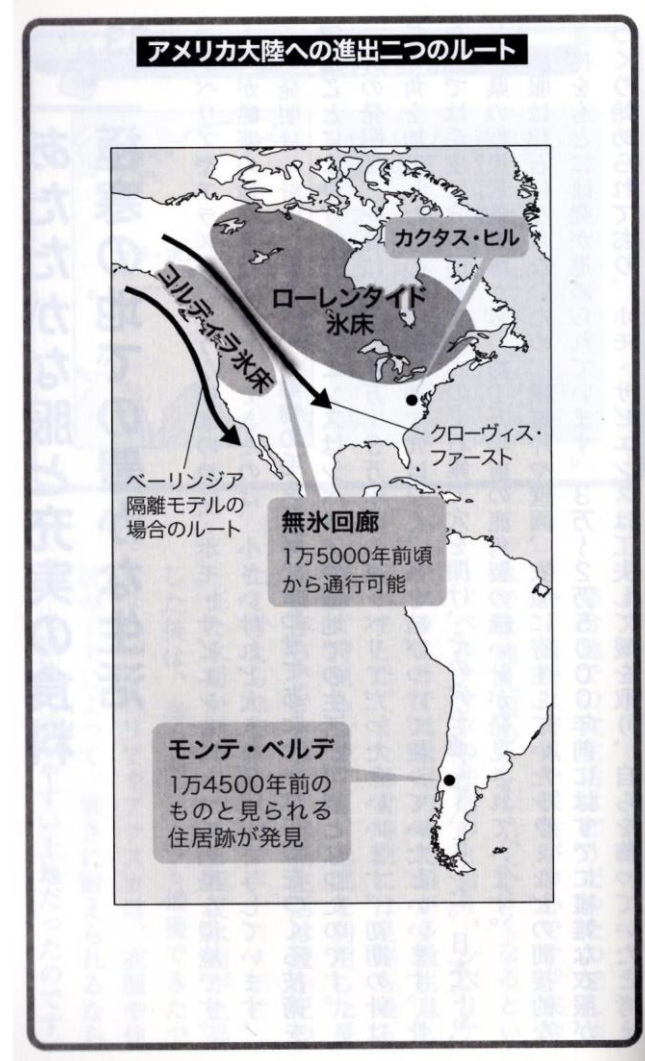 アメリカ大陸への進出二つのルート
カクタス・ヒル
ローレンタイド
氷床
コルディラ氷床
クローヴィス・
ファースト
ベーリンジア
隔離モデルの
場合のルート
無氷回廊
1万5000年前頃
から通行可能
モンテ・ベルデ
1万4500年前の
ものと見られる
住居跡が発見